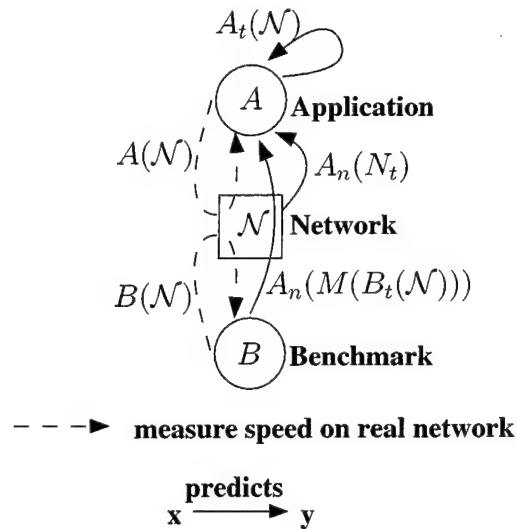 A_t(𝒩)
A Application
A(𝒩)
A_n(N_t)
𝒩 Network
B(𝒩)
A_n(M(B_t(𝒩)))
B Benchmark
measure speed on real network
predicts
x y